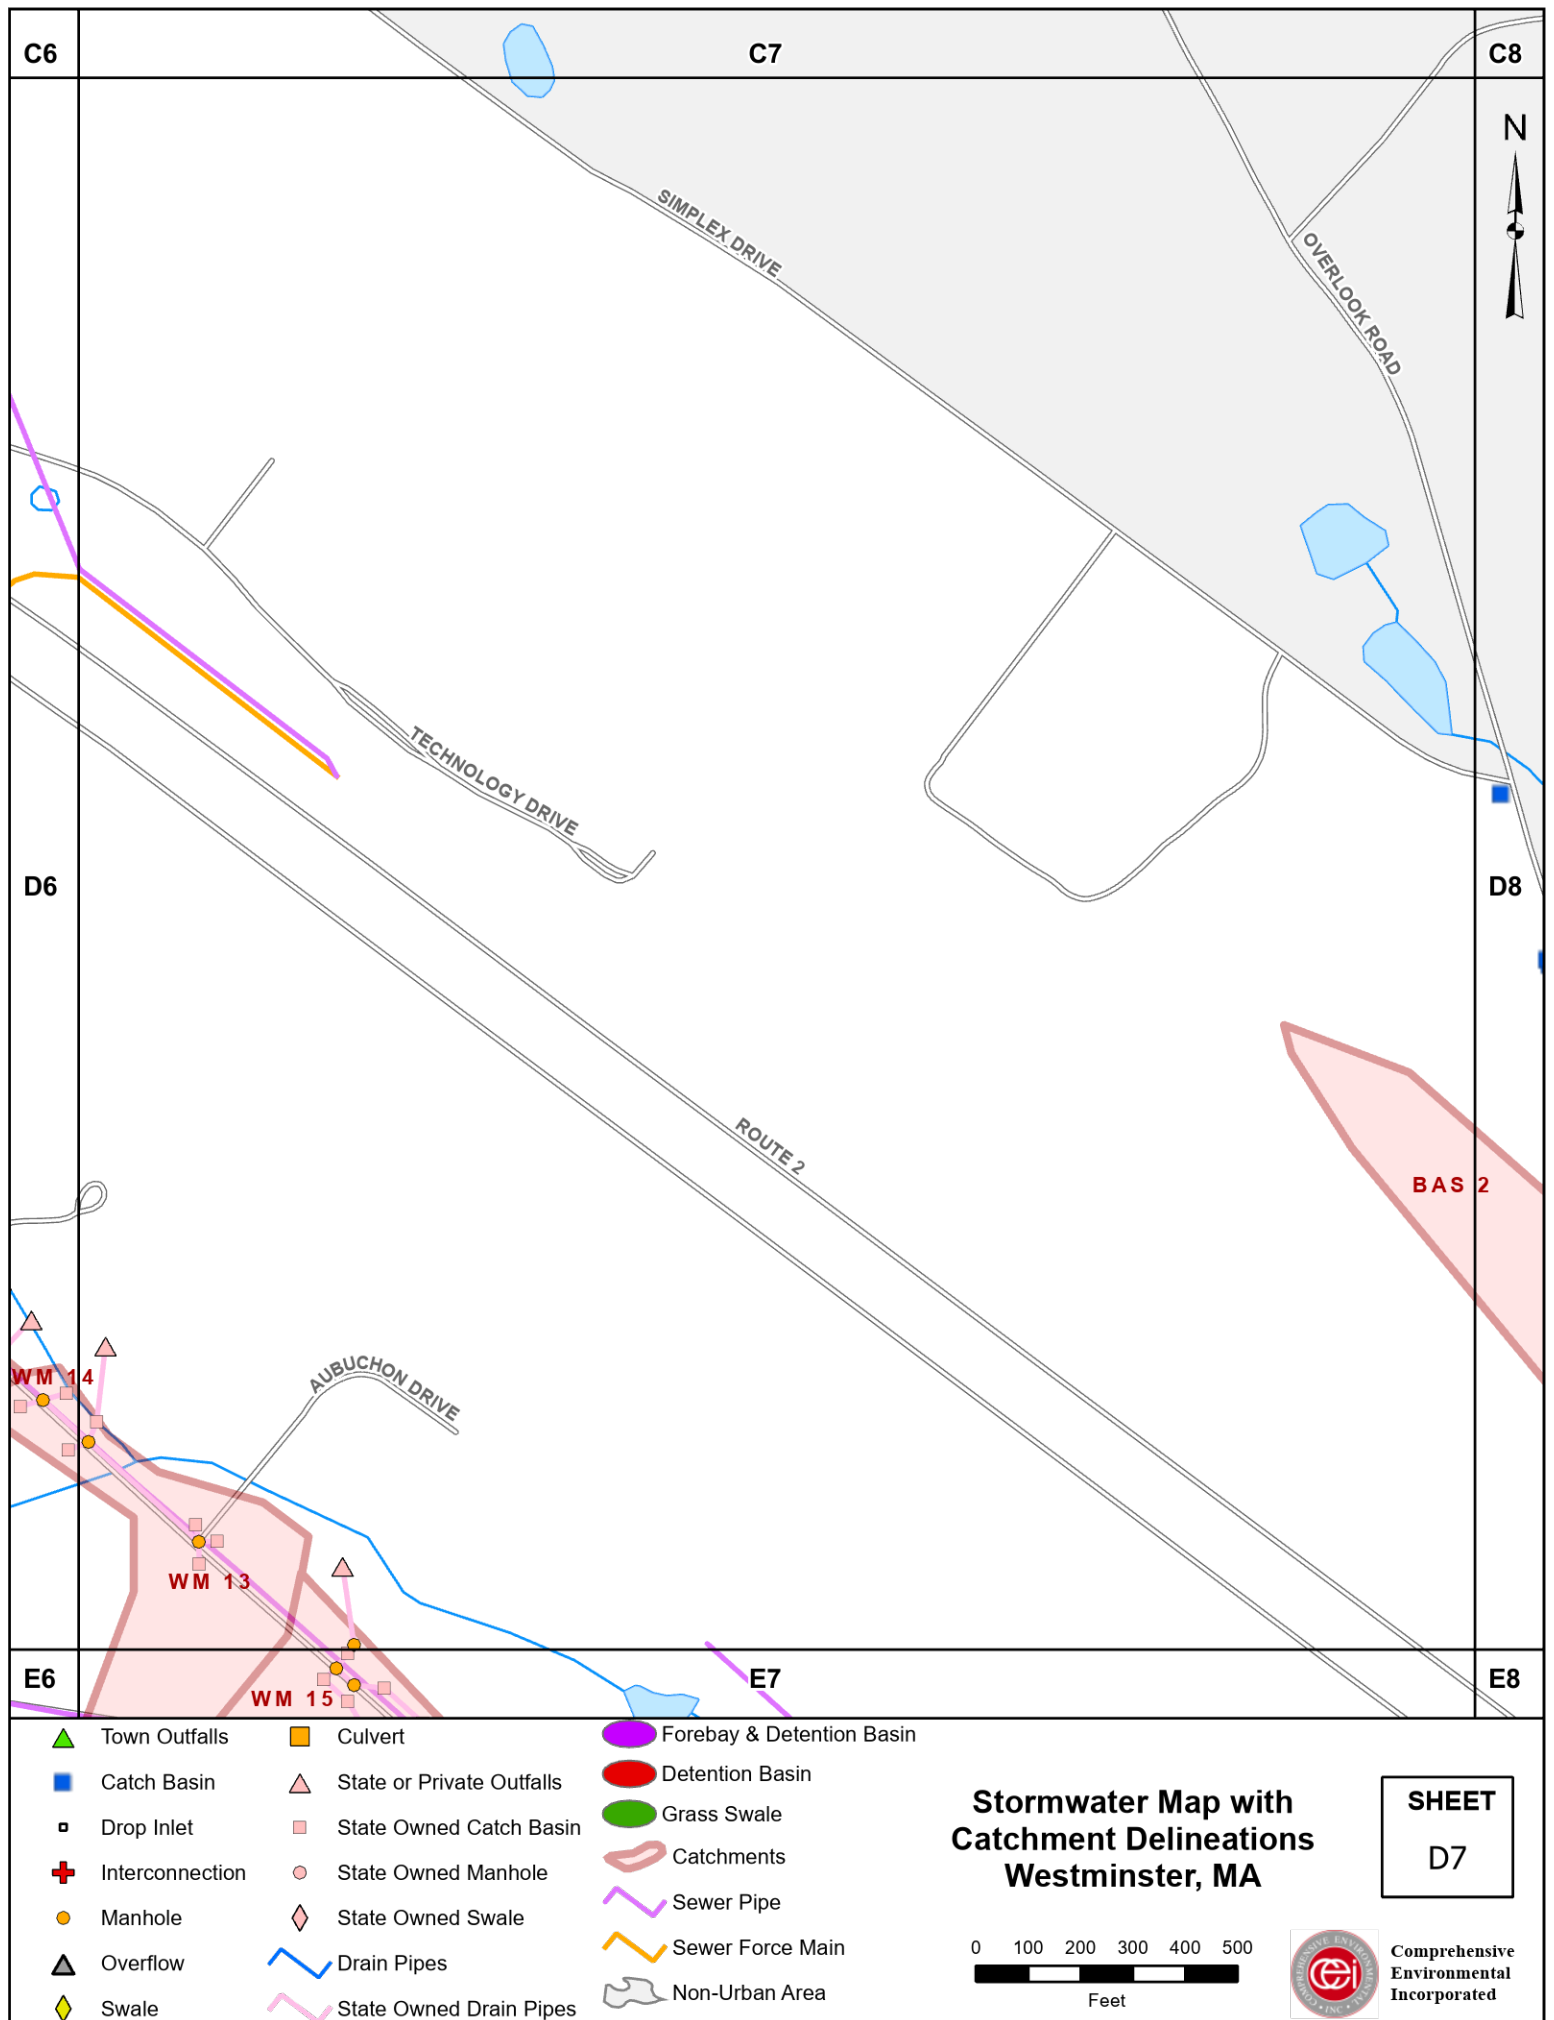 C6
C7
C8
N
SIMPLEX DRIVE
OVERLOOK ROAD
TECHNOLOGY DRIVE
D6
D8
ROUTE 2
BAS 2
WM 14
AUBUCHON DRIVE
WM 13
WM 15
E6
E7
E8
Town Outfalls
Catch Basin
Drop Inlet
Interconnection
Manhole
Overflow
Swale
Culvert
State or Private Outfalls
State Owned Catch Basin
State Owned Manhole
State Owned Swale
Drain Pipes
State Owned Drain Pipes
Forebay & Detention Basin
Detention Basin
Grass Swale
Catchments
Sewer Pipe
Sewer Force Main
Non-Urban Area
Stormwater Map with
Catchment Delineations
Westminster, MA
SHEET
D7
0 100 200 300 400 500
Feet
COMPREHENSIVE ENVIRONMENTAL
• INC •
cei
Comprehensive
Environmental
Incorporated